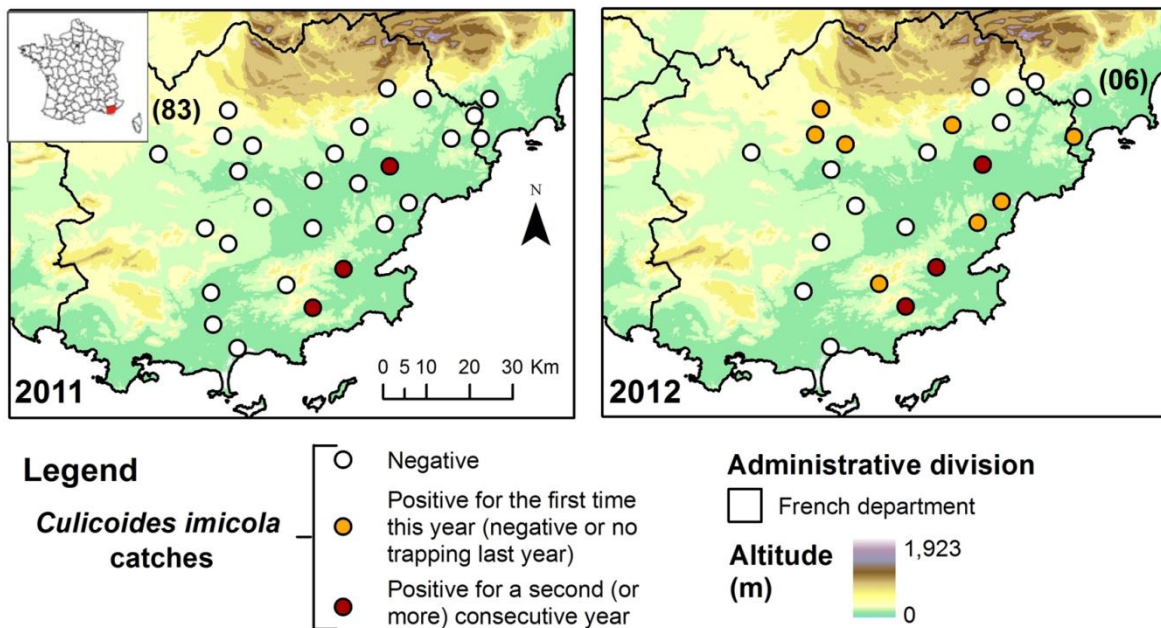 (83)
N
2011
0 5 10 20 30 Km
(06)
2012
Legend
Culicoides imicola
catches
Negative
Positive for the first time
this year (negative or no
trapping last year)
Positive for a second (or
more) consecutive year
Administrative division
French department
Altitude
(m)
1,923
0